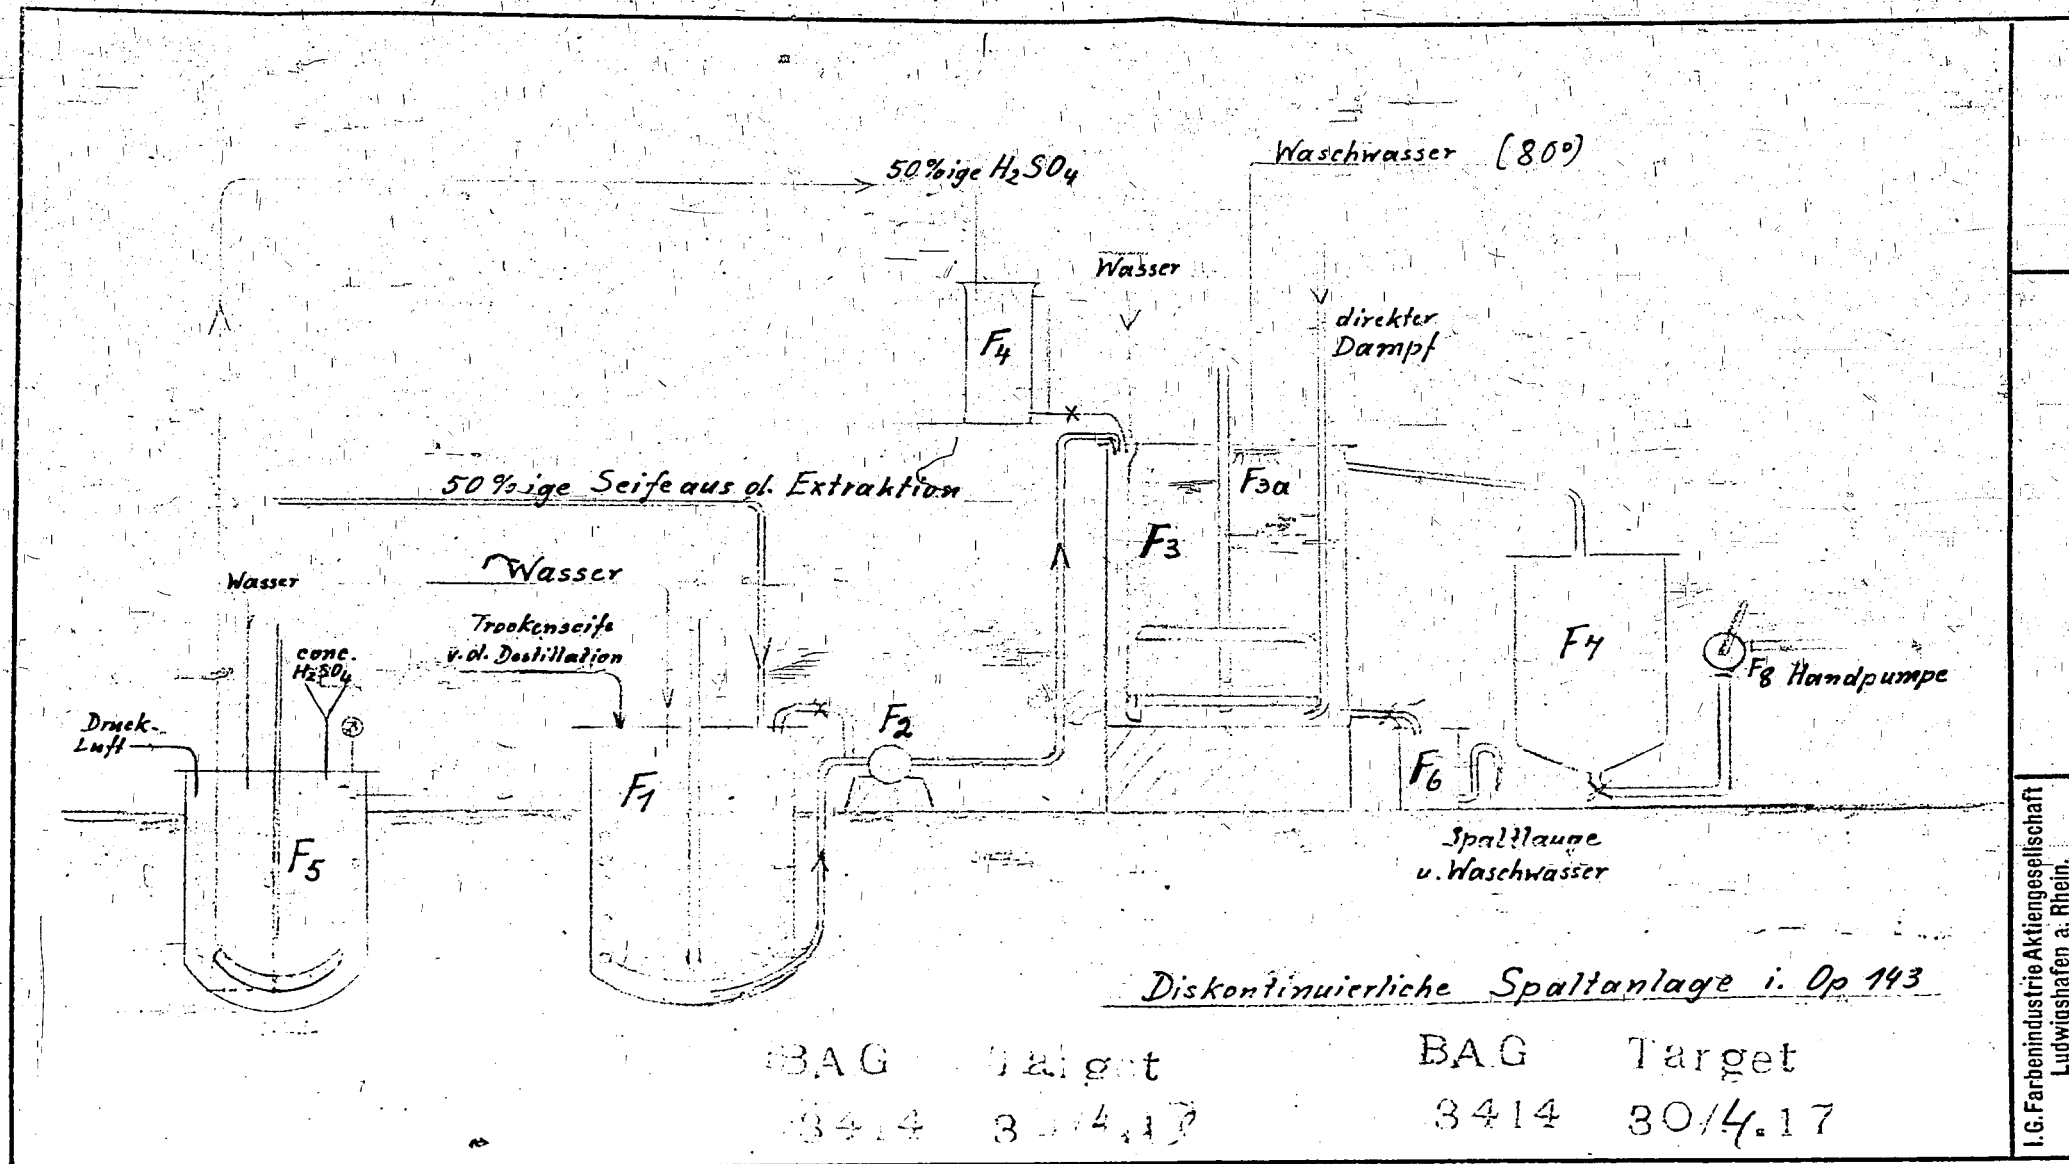 50%ige H₂SO₄
Waschwasser (80°)
Wasser
direkter
Dampf
F4
F3a
F3
50%ige Seife aus d. Extraktion
Wasser
Wasser
Trockenseife
v. d. Destillation
conc.
H₂SO₄
Druck-
Luft
F1
F2
F5
F7
F8 Handpumpe
F6
Spaltlauge
u. Waschwasser
Diskontinuierliche Spaltanlage i. Op 143
BAG Target
3414 30/4.17
BAG Target
3414 30/4.17
I.G. Farbenindustrie Aktiengesellschaft
Ludwigshafen a. Rhein.